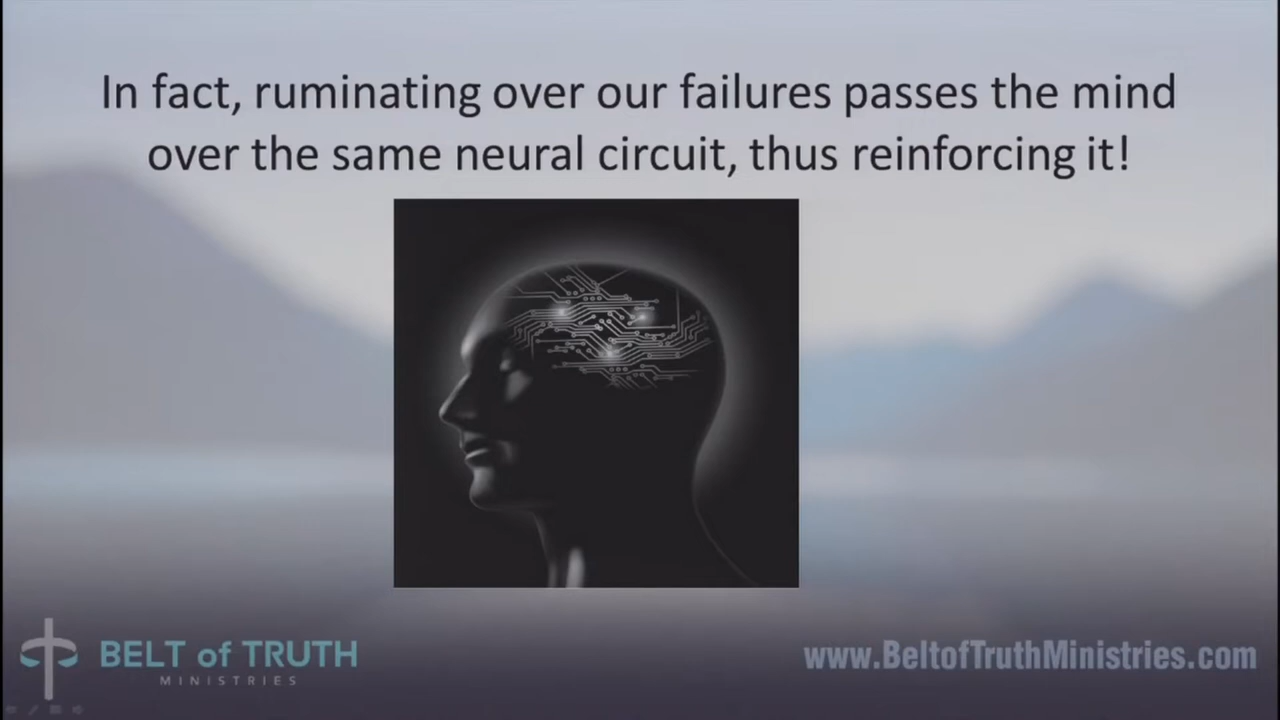 In fact, ruminating over our failures passes the mind
over the same neural circuit, thus reinforcing it!
BELT of TRUTH
MINISTRIES
www.BeltofTruthMinistries.com